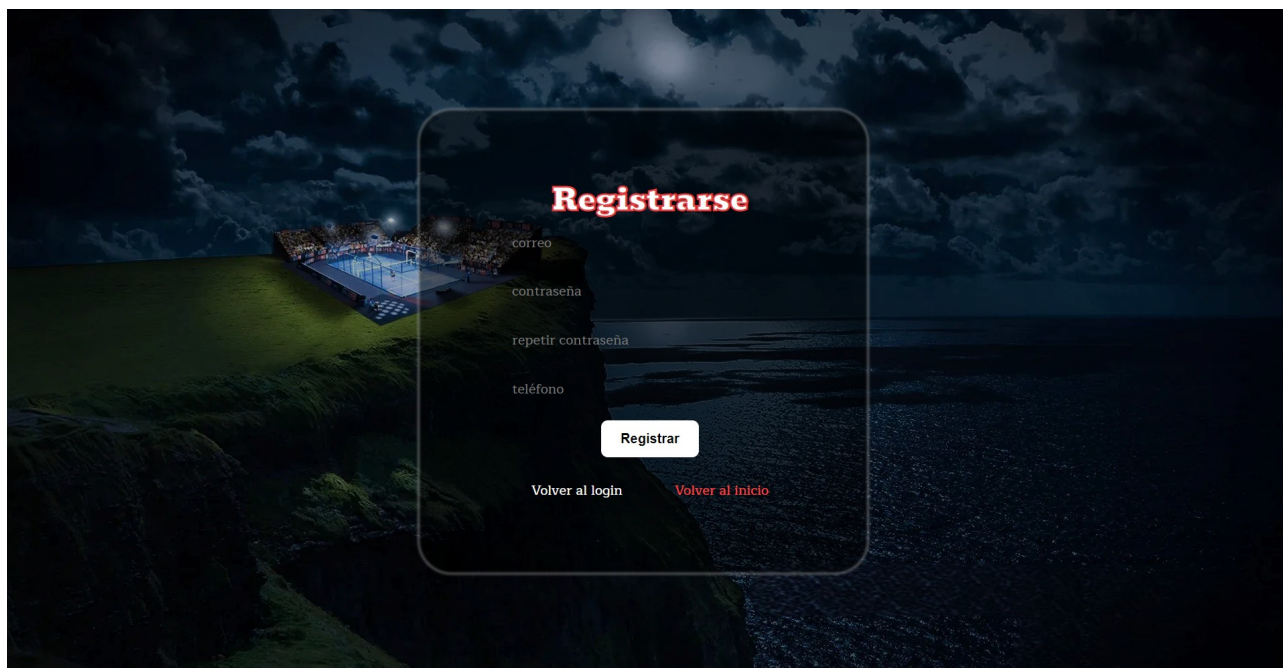 Registrarse
correo
contraseña
repetir contraseña
teléfono
Registrar
Volver al login Volver al inicio